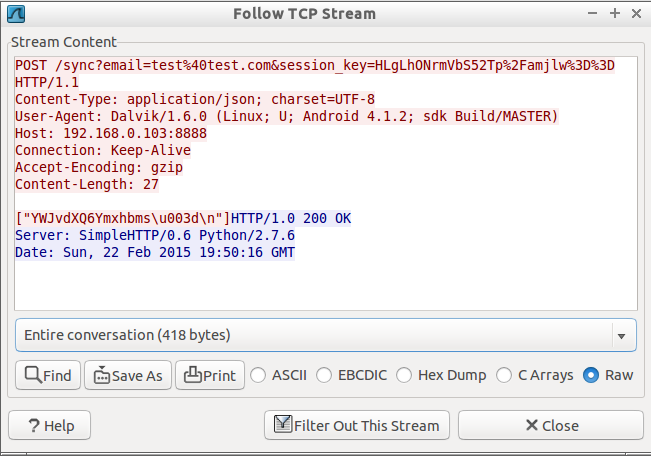 Follow TCP Stream
Stream Content
POST /sync?email=test%40test.com&session_key=HLgLhONrmVbS52Tp%2Famjlw%3D%3D
HTTP/1.1
Content-Type: application/json; charset=UTF-8
User-Agent: Dalvik/1.6.0 (Linux; U; Android 4.1.2; sdk Build/MASTER)
Host: 192.168.0.103:8888
Connection: Keep-Alive
Accept-Encoding: gzip
Content-Length: 27
["YWJvdXQ6Ymxhbms\u003d\n"]HTTP/1.0 200 OK
Server: SimpleHTTP/0.6 Python/2.7.6
Date: Sun, 22 Feb 2015 19:50:16 GMT
Entire conversation (418 bytes)
Find Save As Print ASCII EBCDIC Hex Dump C Arrays Raw
? Help Filter Out This Stream Close